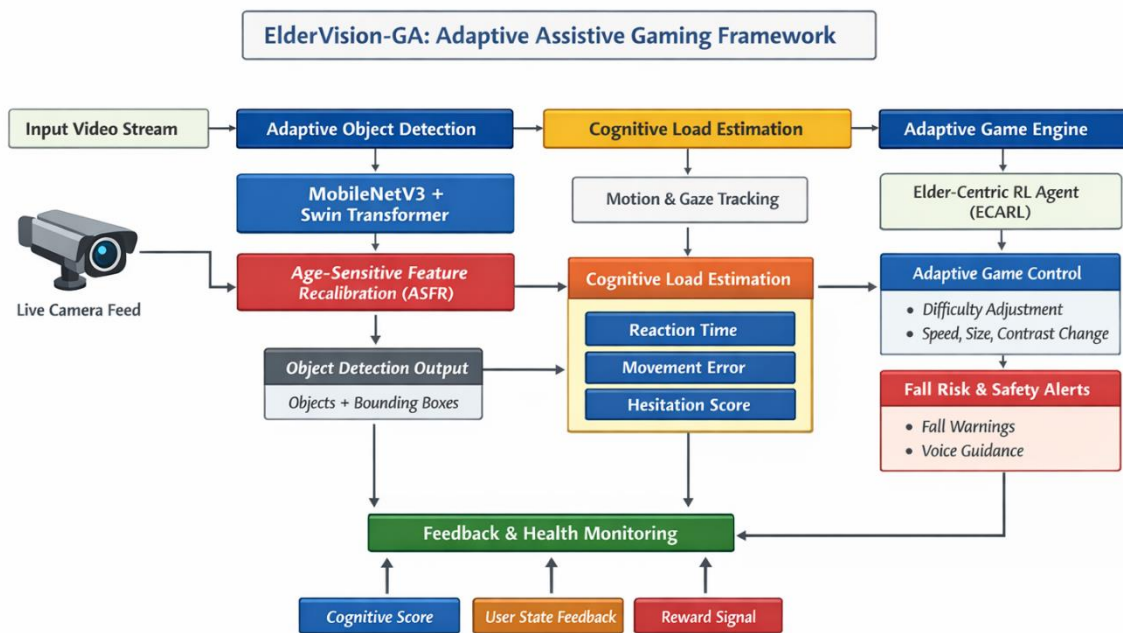 ElderVision-GA: Adaptive Assistive Gaming Framework
Input Video Stream
Adaptive Object Detection
Cognitive Load Estimation
Adaptive Game Engine
MobileNetV3 +
Swin Transformer
Motion & Gaze Tracking
Elder-Centric RL Agent
(ECARL)
Live Camera Feed
Age-Sensitive Feature
Recalibration (ASFR)
Cognitive Load Estimation
Reaction Time
Movement Error
Hesitation Score
Adaptive Game Control
• Difficulty Adjustment
• Speed, Size, Contrast Change
Object Detection Output
Objects + Bounding Boxes
Fall Risk & Safety Alerts
• Fall Warnings
• Voice Guidance
Feedback & Health Monitoring
Cognitive Score
User State Feedback
Reward Signal